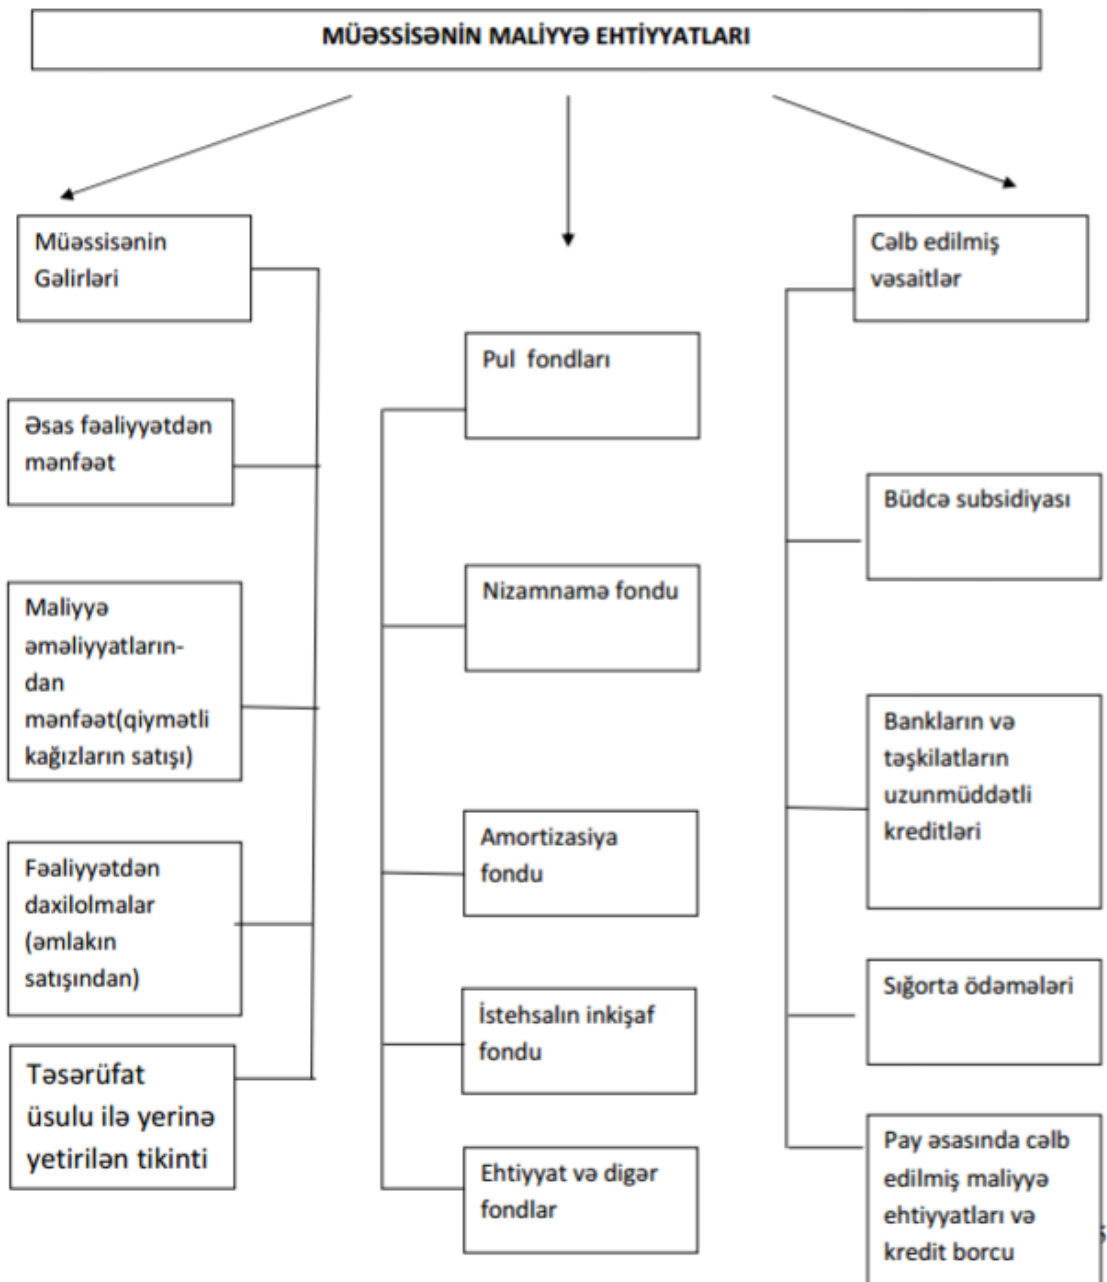 MÜƏSSİSƏNİN MALİYYƏ EHTİYYATLARI
Müəssisənin
Gəlirləri
Əsas fəaliyyətdən
mənfəət
Maliyyə
əməliyyatların-
dan
mənfəət(qiymətli
kağızların satışı)
Fəaliyyətdən
daxilolmalar
(əmlakın
satışından)
Təsərüfat
üsulu ilə yerinə
yetirilən tikinti
Pul fondları
Nizamnamə fondu
Amortizasiya
fondu
İstehsalın inkişaf
fondu
Ehtiyyat və digər
fondlar
Cəlb edilmiş
vəsaitlər
Büdcə subsidiyası
Bankların və
təşkilatların
uzunmüddətli
kreditləri
Sığorta ödəmələri
Pay əsasında cəlb
edilmiş maliyyə
ehtiyyatları və
kredit borcu